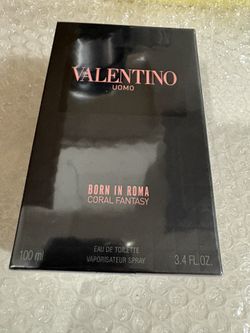 VALENTINO
UOMO
BORN IN ROMA
CORAL FANTASY
EAU DE TOILETTE
VAPORISATEUR SPRAY
100 ml
3.4 FL.OZ.